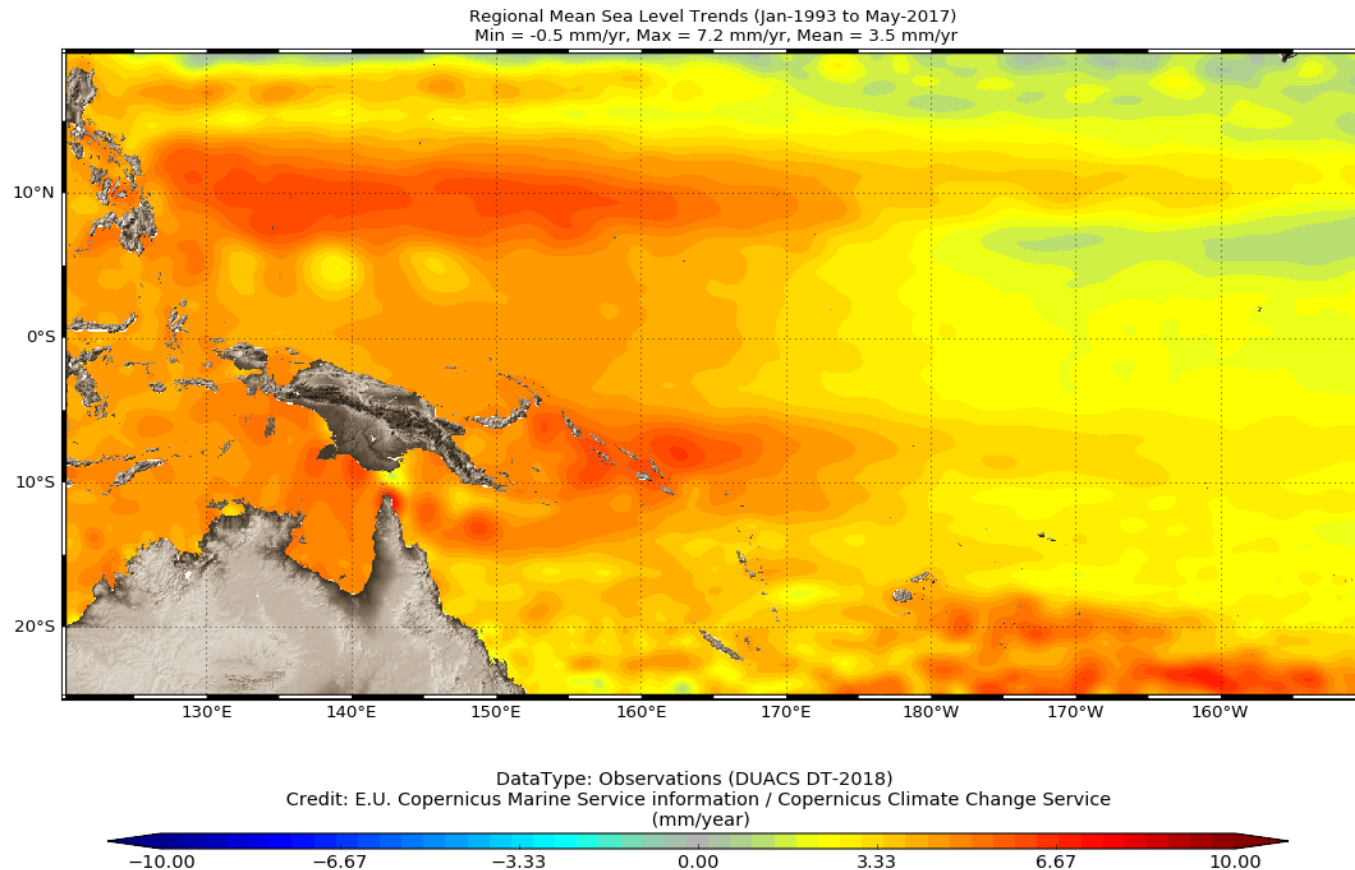 Regional Mean Sea Level Trends (Jan-1993 to May-2017)
Min = -0.5 mm/yr, Max = 7.2 mm/yr, Mean = 3.5 mm/yr
10°N
0°S
10°S
20°S
130°E 140°E 150°E 160°E 170°E 180°W 170°W 160°W
DataType: Observations (DUACS DT-2018)
Credit: E.U. Copernicus Marine Service information / Copernicus Climate Change Service
(mm/year)
−10.00 −6.67 −3.33 0.00 3.33 6.67 10.00